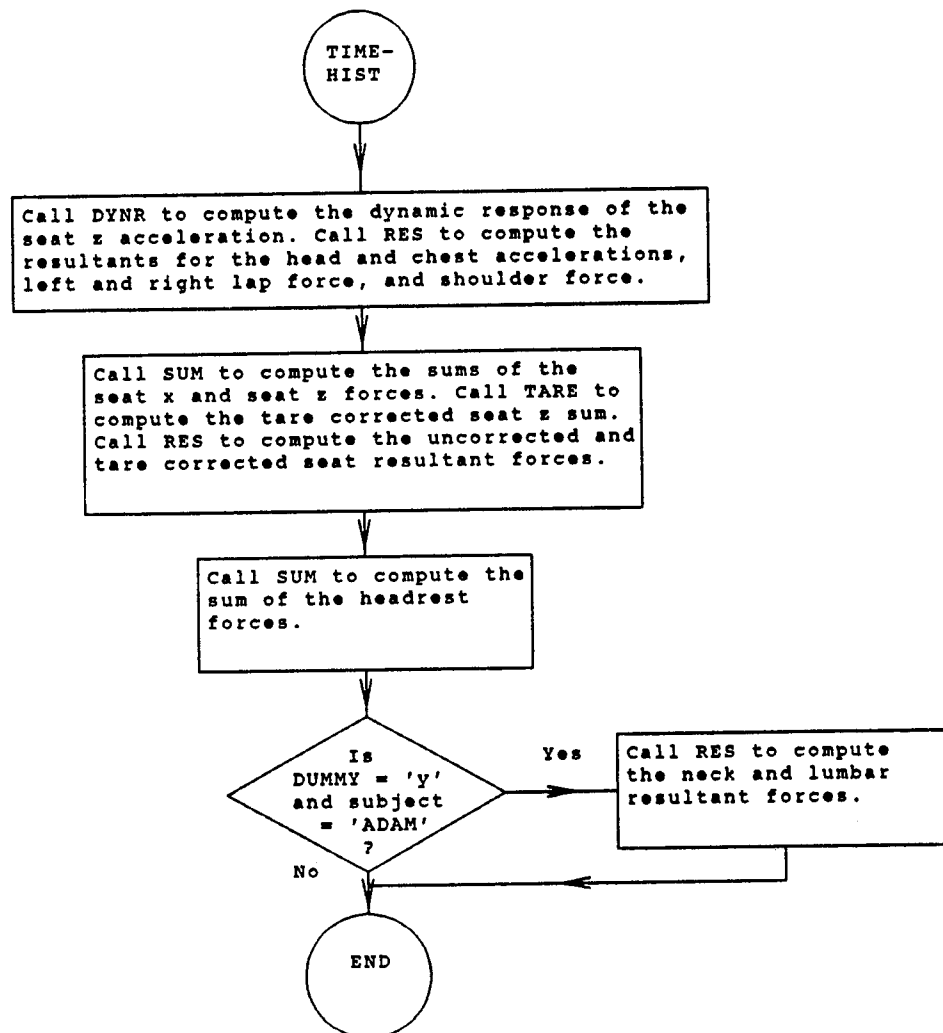 TIME-
HIST
Call DYNR to compute the dynamic response of the
seat z acceleration. Call RES to compute the
resultants for the head and chest accelerations,
left and right lap force, and shoulder force.
Call SUM to compute the sums of the
seat x and seat z forces. Call TARE to
compute the tare corrected seat z sum.
Call RES to compute the uncorrected and
tare corrected seat resultant forces.
Call SUM to compute the
sum of the headrest
forces.
Is
DUMMY = 'y'
and subject
= 'ADAM'
?
Yes
Call RES to compute
the neck and lumbar
resultant forces.
No
END